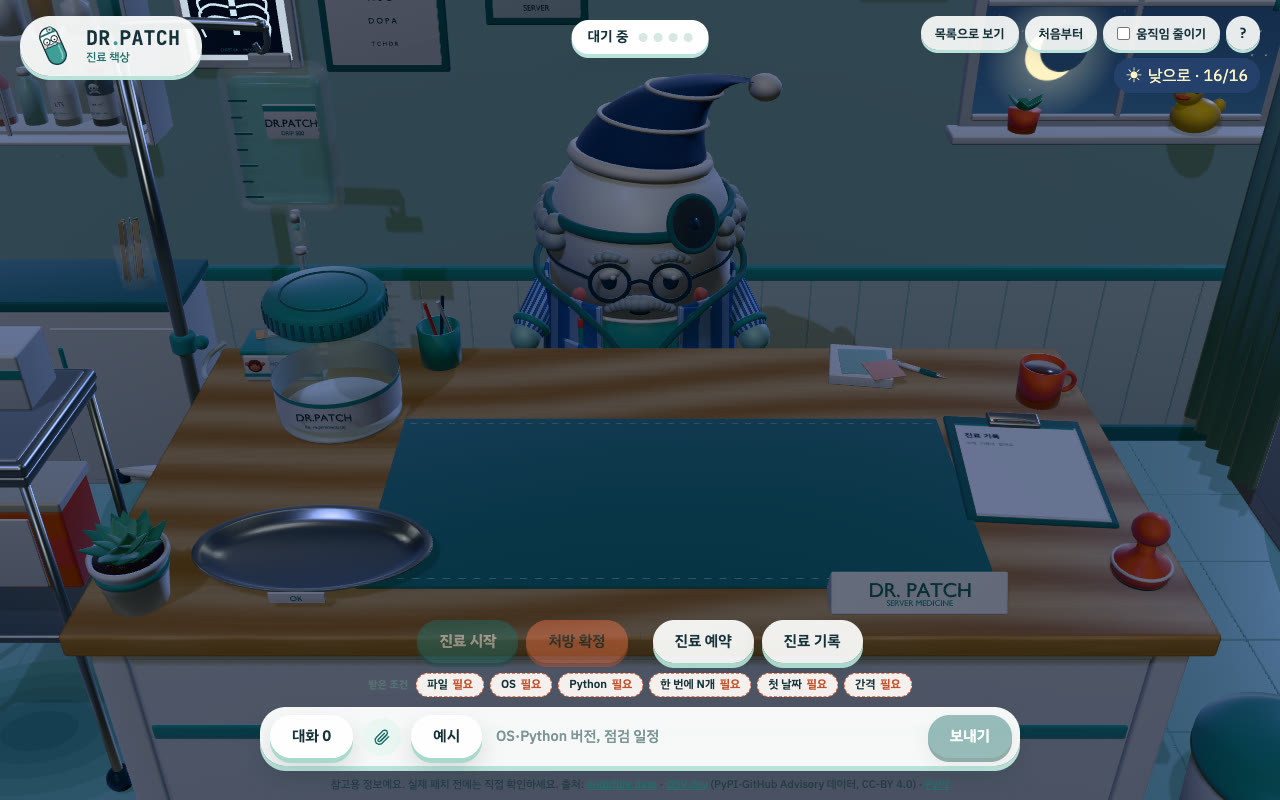 DR.PATCH
진료 책상
DOPA
TCHDR
SERVER
대기 중
목록으로 보기
처음부터
움직임 줄이기
?
☀ 낮으로 · 16/16
DR.PATCH
DR.PATCH
진료 기록
OK
DR. PATCH
SERVER MEDICINE
진료 시작
처방 확정
진료 예약
진료 기록
받은 조건
파일 필요
OS 필요
Python 필요
한 번에 N개 필요
첫 날짜 필요
간격 필요
대화 0
예시
OS·Python 버전, 점검 일정
보내기
참고용 정보예요. 실제 패치 전에는 직접 확인하세요. 출처: (PyPI·GitHub Advisory 데이터, CC-BY 4.0) ·